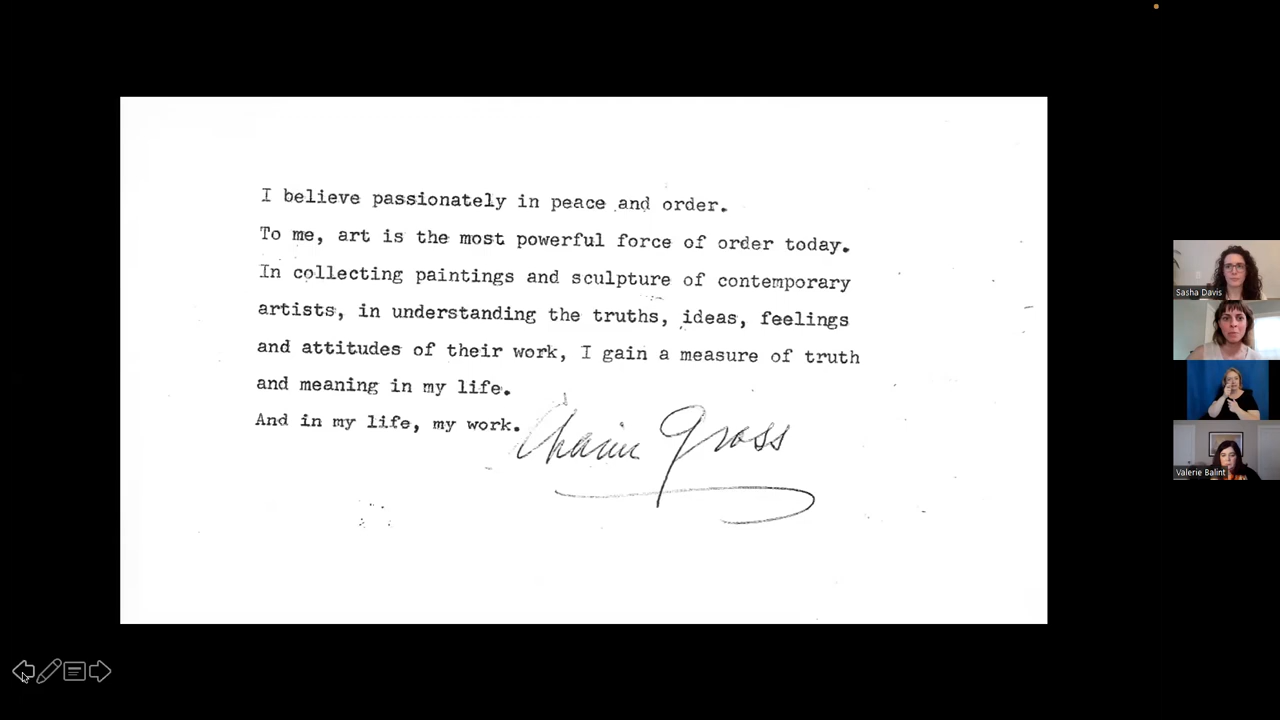 I believe passionately in peace and order.
To me, art is the most powerful force of order today.
In collecting paintings and sculpture of contemporary
artists, in understanding the truths, ideas, feelings
and attitudes of their work, I gain a measure of truth
and meaning in my life.
And in my life, my work.
Chaim Gross
Sasha Davis
Valerie Balint